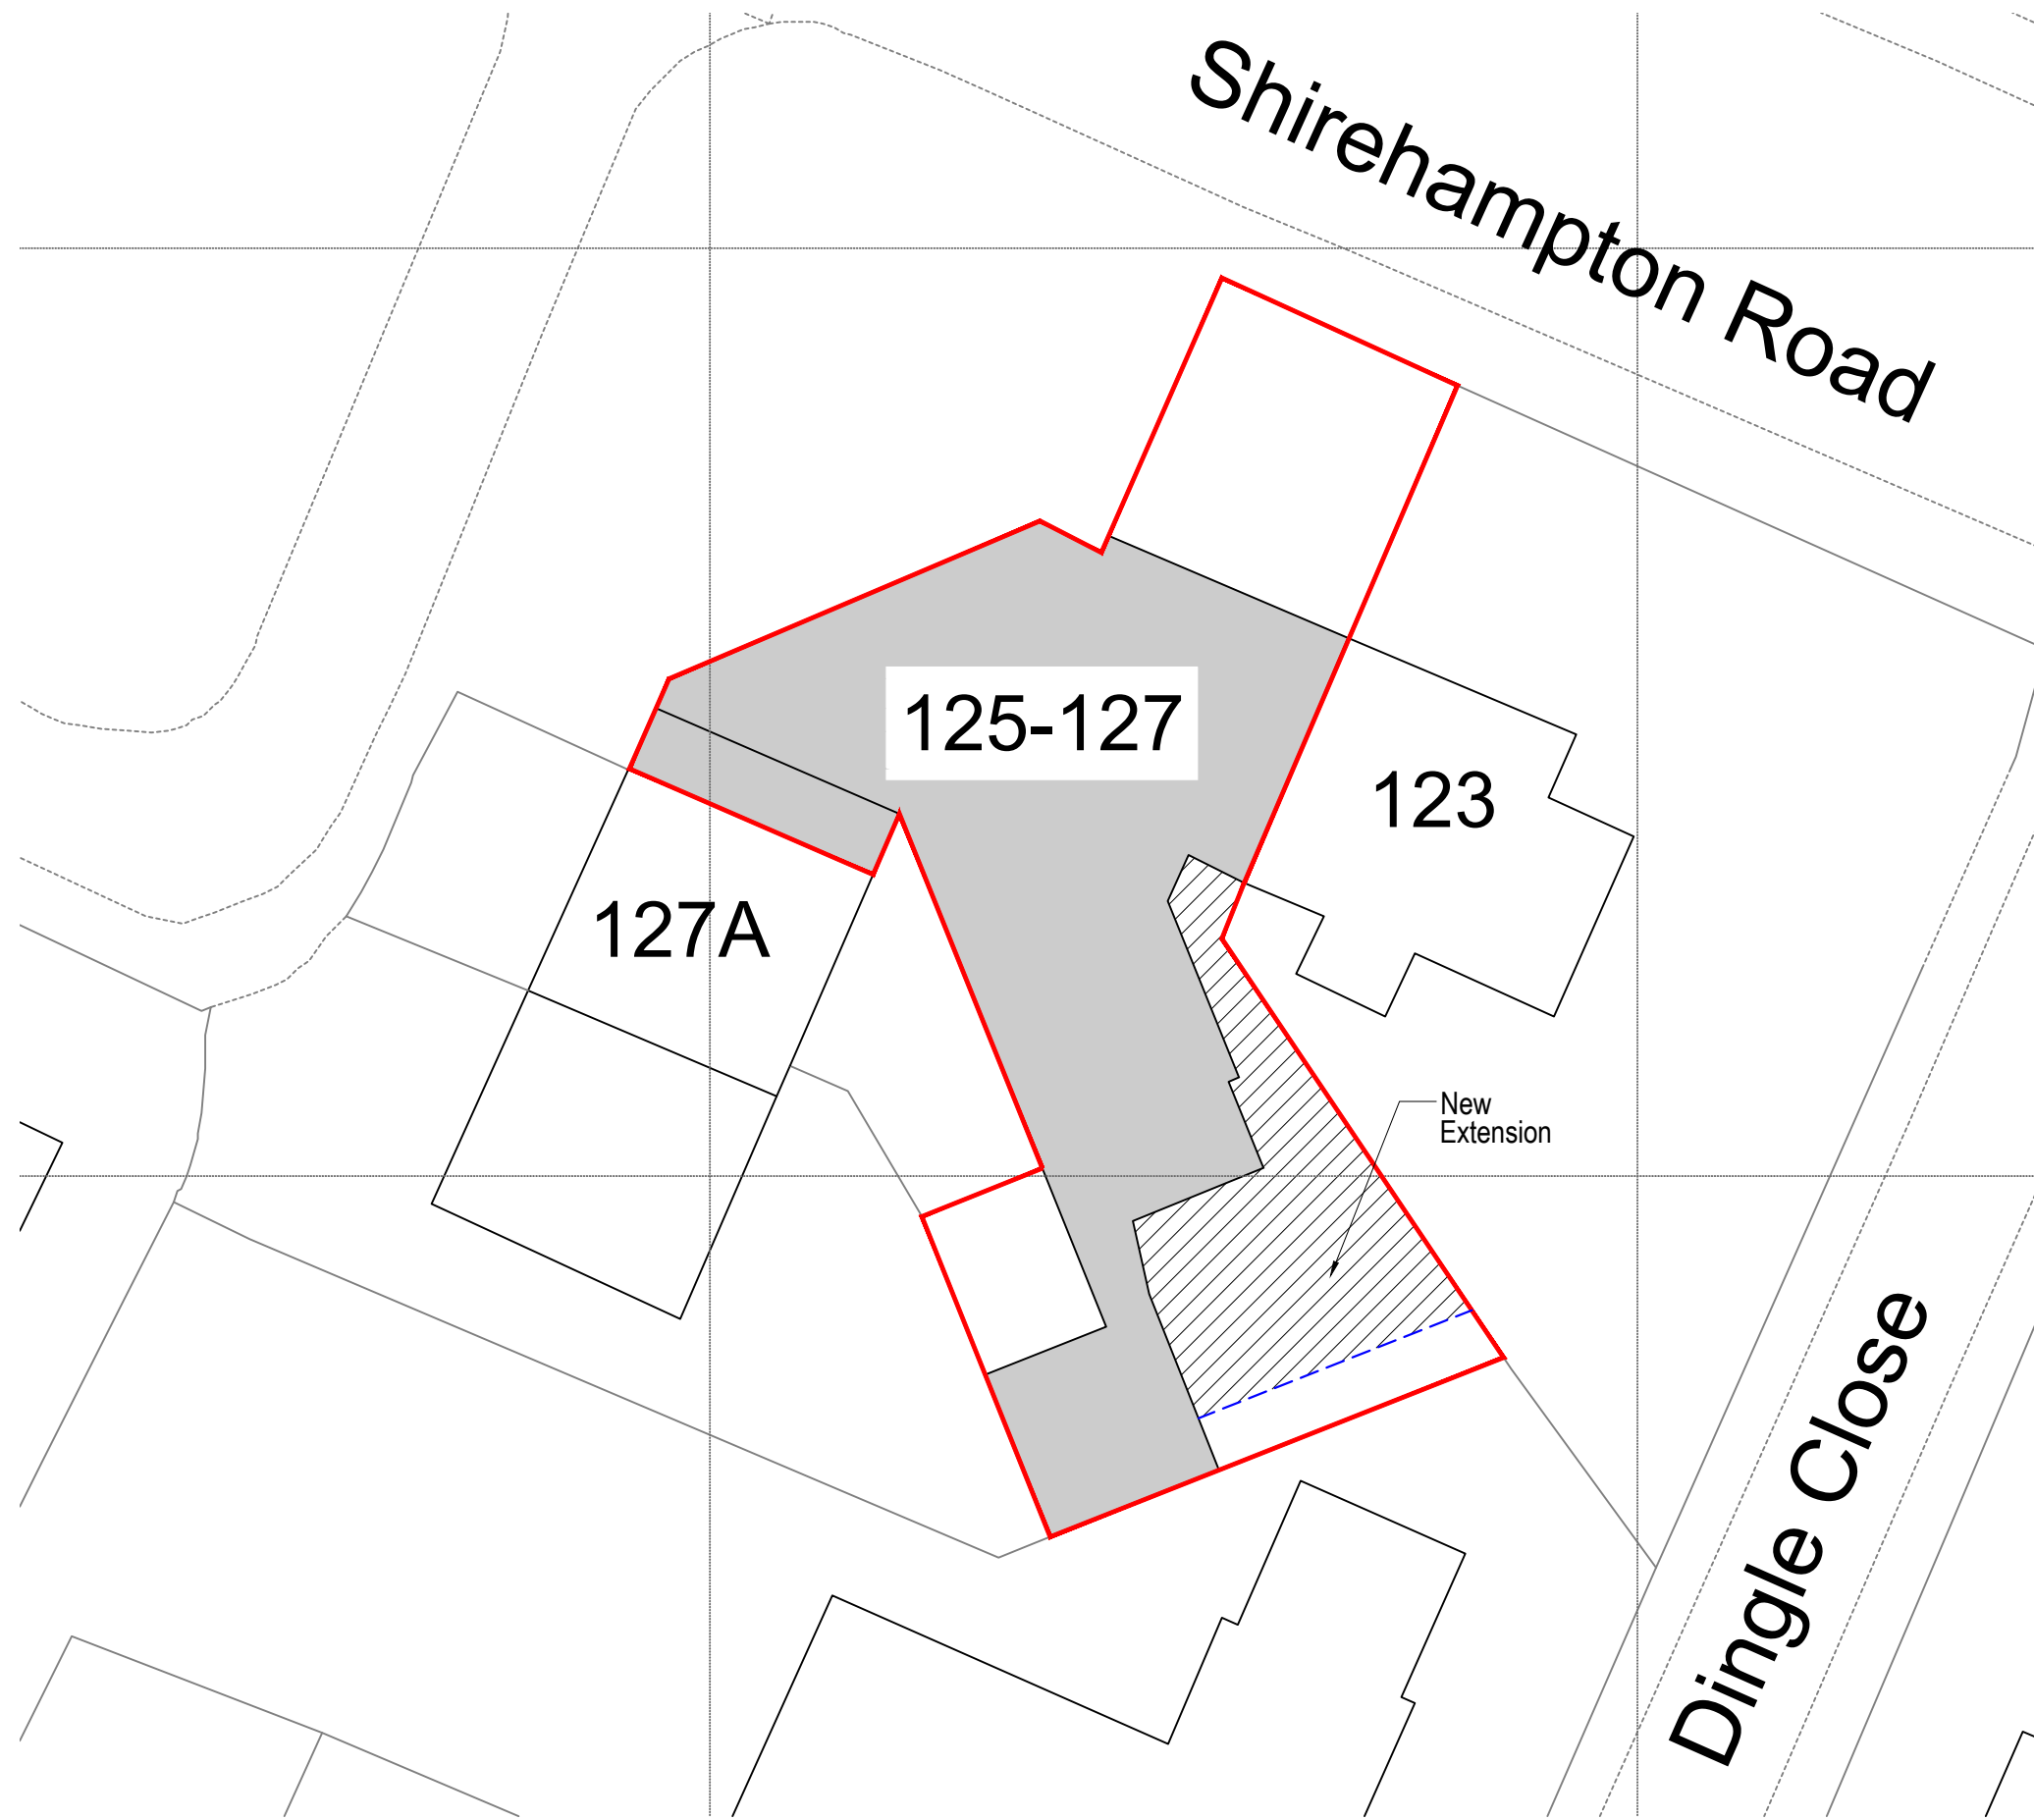 Shirehampton Road
125-127
123
127A
New
Extension
Dingle Close